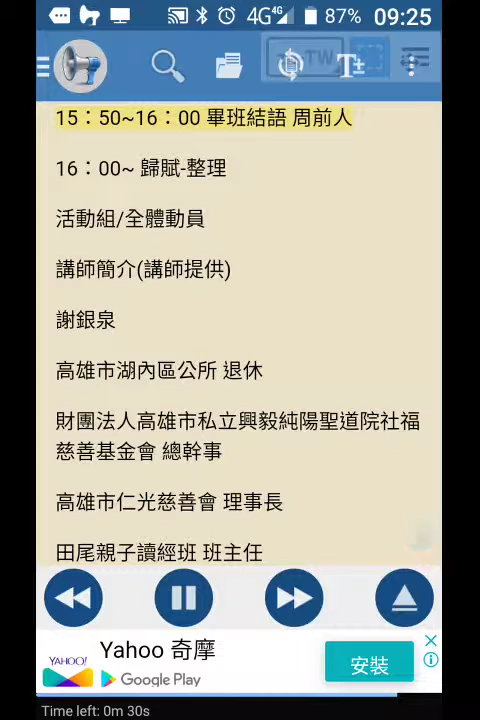 4G 4G 87% 09:25
TW T±
15：50~16：00 畢班結語 周前人
16：00~ 歸賦-整理
活動組/全體動員
講師簡介(講師提供)
謝銀泉
高雄市湖內區公所 退休
財團法人高雄市私立興毅純陽聖道院社福
慈善基金會 總幹事
高雄市仁光慈善會 理事長
田尾親子讀經班 班主任
Yahoo 奇摩
YAHOO!
安裝
Google Play
Time left: 0m 30s